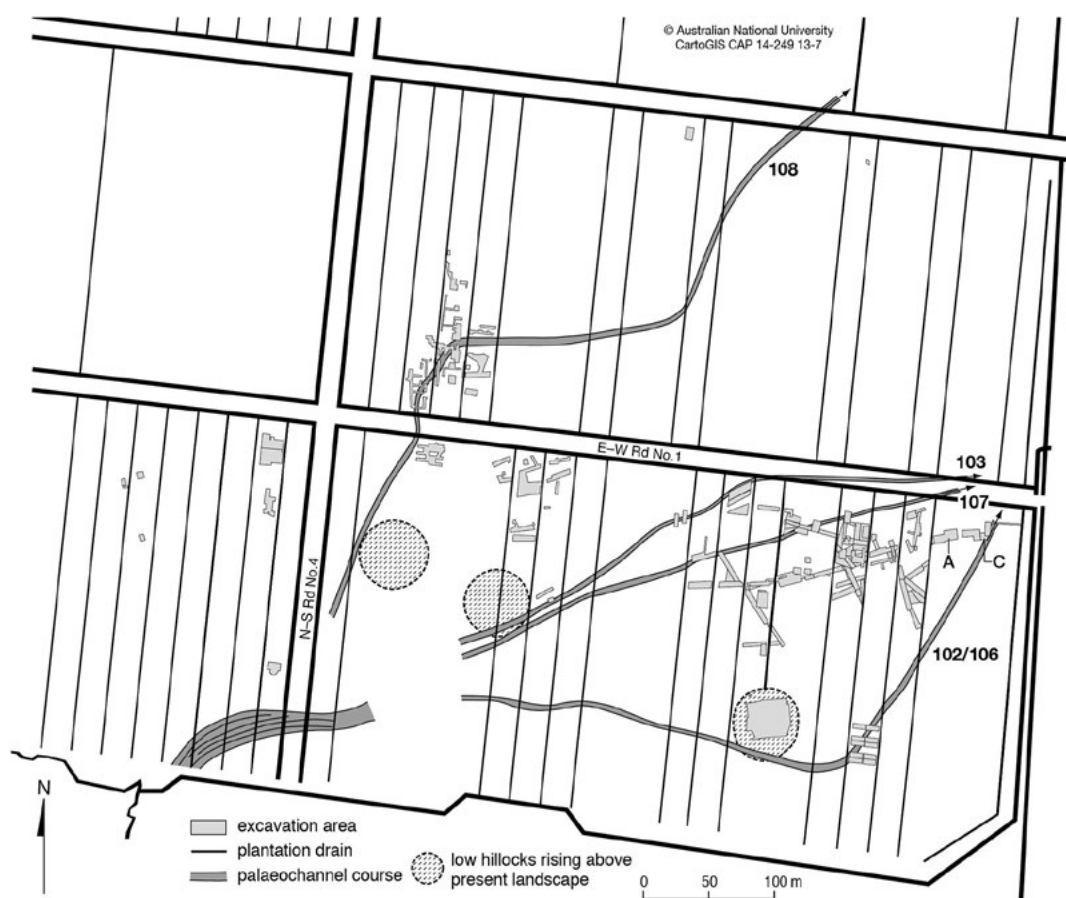 © Australian National University
CartoGIS CAP 14-249 13-7
108
E–W Rd No.1
103
107
A
C
N–S Rd No.4
102/106
N
excavation area
plantation drain
palaeochannel course
low hillocks rising above
present landscape
0 50 100 m